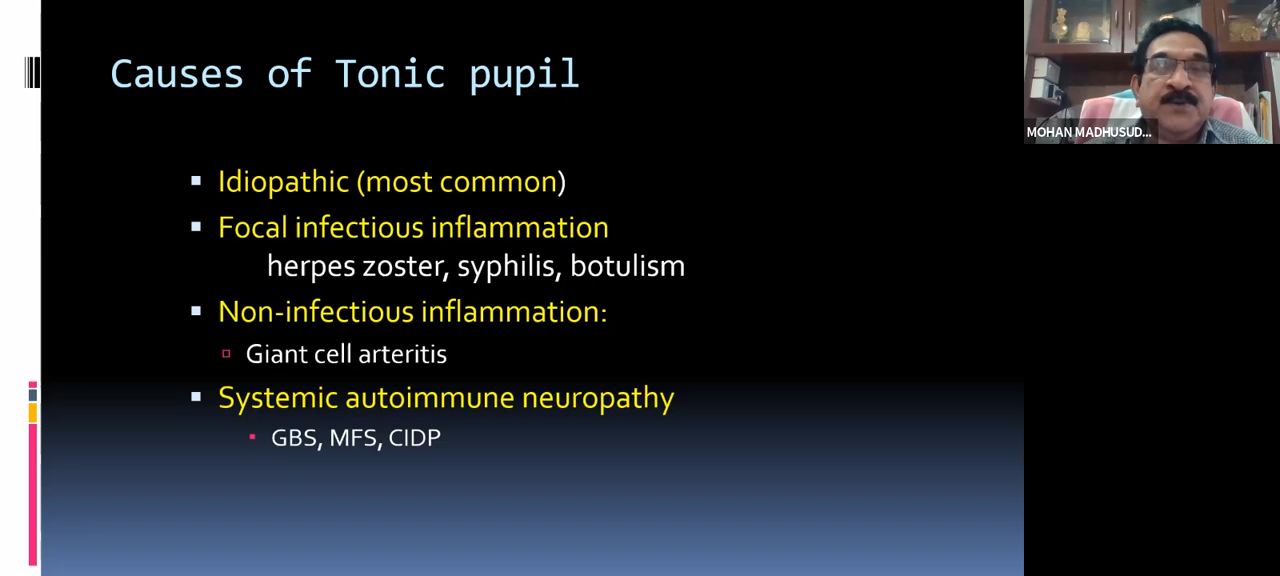 Causes of Tonic pupil
Idiopathic (most common)
Focal infectious inflammation
herpes zoster, syphilis, botulism
Non-infectious inflammation:
Giant cell arteritis
Systemic autoimmune neuropathy
GBS, MFS, CIDP
MOHAN MADHUSUD...